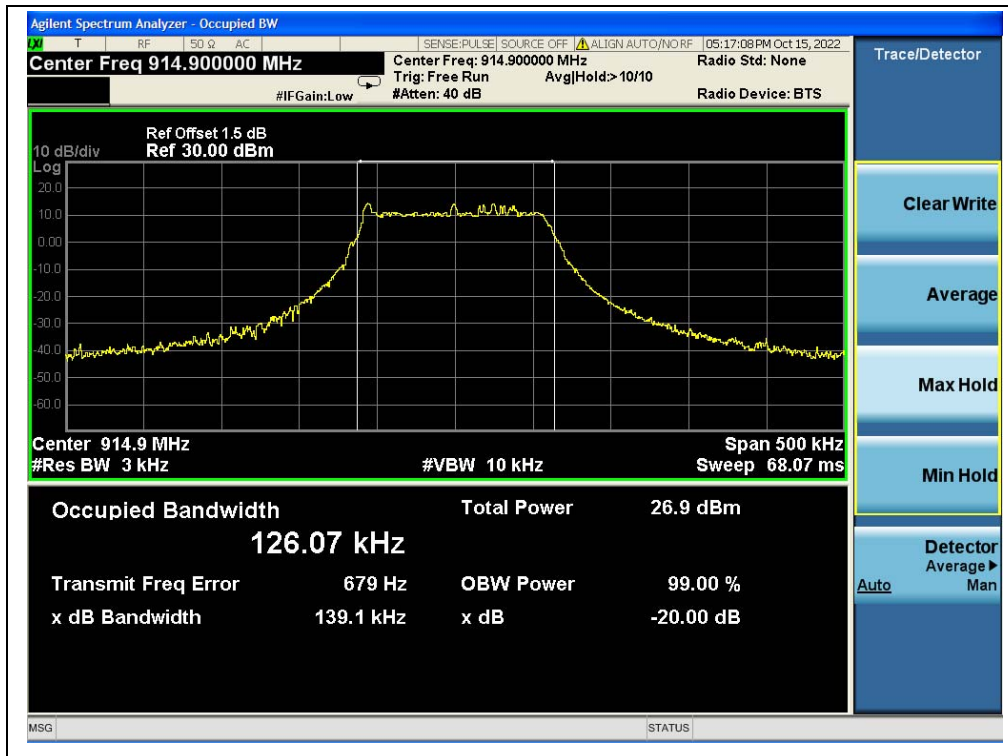 Agilent Spectrum Analyzer - Occupied BW
LXI T RF 50 Ω AC SENSE:PULSE SOURCE OFF ALIGN AUTO/NO RF 05:17:08 PM Oct 15, 2022
Center Freq 914.900000 MHz
Center Freq: 914.900000 MHz
Radio Std: None
Trig: Free Run
Avg|Hold:>10/10
#IFGain:Low
#Atten: 40 dB
Radio Device: BTS
Ref Offset 1.5 dB
10 dB/div
Ref 30.00 dBm
Log
20.0
10.0
0.00
-10.0
-20.0
-30.0
-40.0
-50.0
-60.0
Center 914.9 MHz
Span 500 kHz
#Res BW 3 kHz
#VBW 10 kHz
Sweep 68.07 ms
Occupied Bandwidth
126.07 kHz
Total Power 26.9 dBm
Transmit Freq Error 679 Hz
OBW Power 99.00 %
x dB Bandwidth 139.1 kHz
x dB -20.00 dB
MSG
STATUS
Trace/Detector
Clear Write
Average
Max Hold
Min Hold
Detector
Average▶
Auto Man